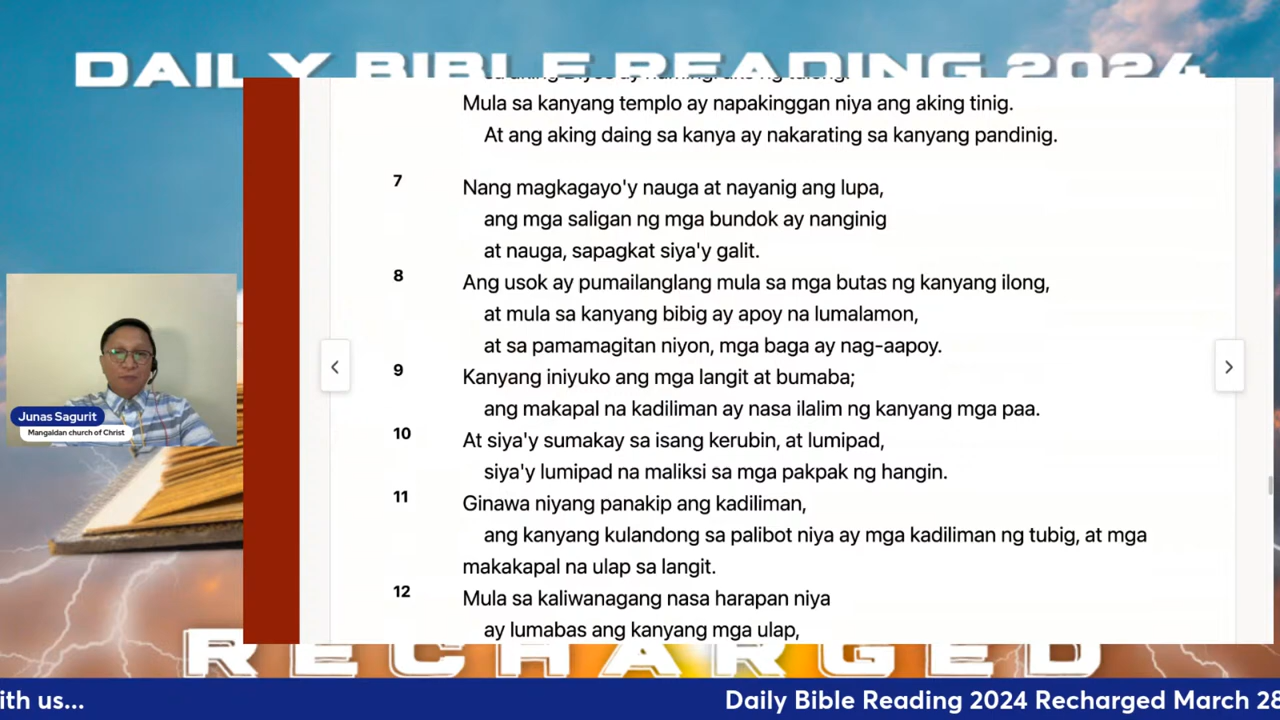 DAILY BIBLE READING 2024
Mula sa kanyang templo ay napakinggan niya ang aking tinig.
At ang aking daing sa kanya ay nakarating sa kanyang pandinig.
7 Nang magkagayo'y nauga at nayanig ang lupa,
ang mga saligan ng mga bundok ay nanginig
at nauga, sapagkat siya'y galit.
8 Ang usok ay pumailanglang mula sa mga butas ng kanyang ilong,
at mula sa kanyang bibig ay apoy na lumalamon,
at sa pamamagitan niyon, mga baga ay nag-aapoy.
9 Kanyang iniyuko ang mga langit at bumaba;
ang makapal na kadiliman ay nasa ilalim ng kanyang mga paa.
10 At siya'y sumakay sa isang kerubin, at lumipad,
siya'y lumipad na maliksi sa mga pakpak ng hangin.
11 Ginawa niyang panakip ang kadiliman,
ang kanyang kulandong sa palibot niya ay mga kadiliman ng tubig, at mga
makakapal na ulap sa langit.
12 Mula sa kaliwanagang nasa harapan niya
ay lumabas ang kanyang mga ulap,
Junas Sagurit
Mangaldan church of Christ
RECHARGED
ith us...
Daily Bible Reading 2024 Recharged March 28